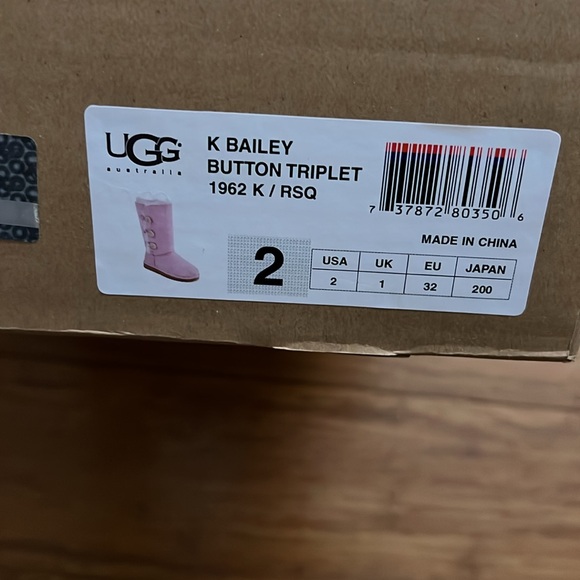 UGG
australia
K BAILEY
BUTTON TRIPLET
1962 K / RSQ
7 37872 80350 6
MADE IN CHINA
2
USA UK EU JAPAN
2 1 32 200